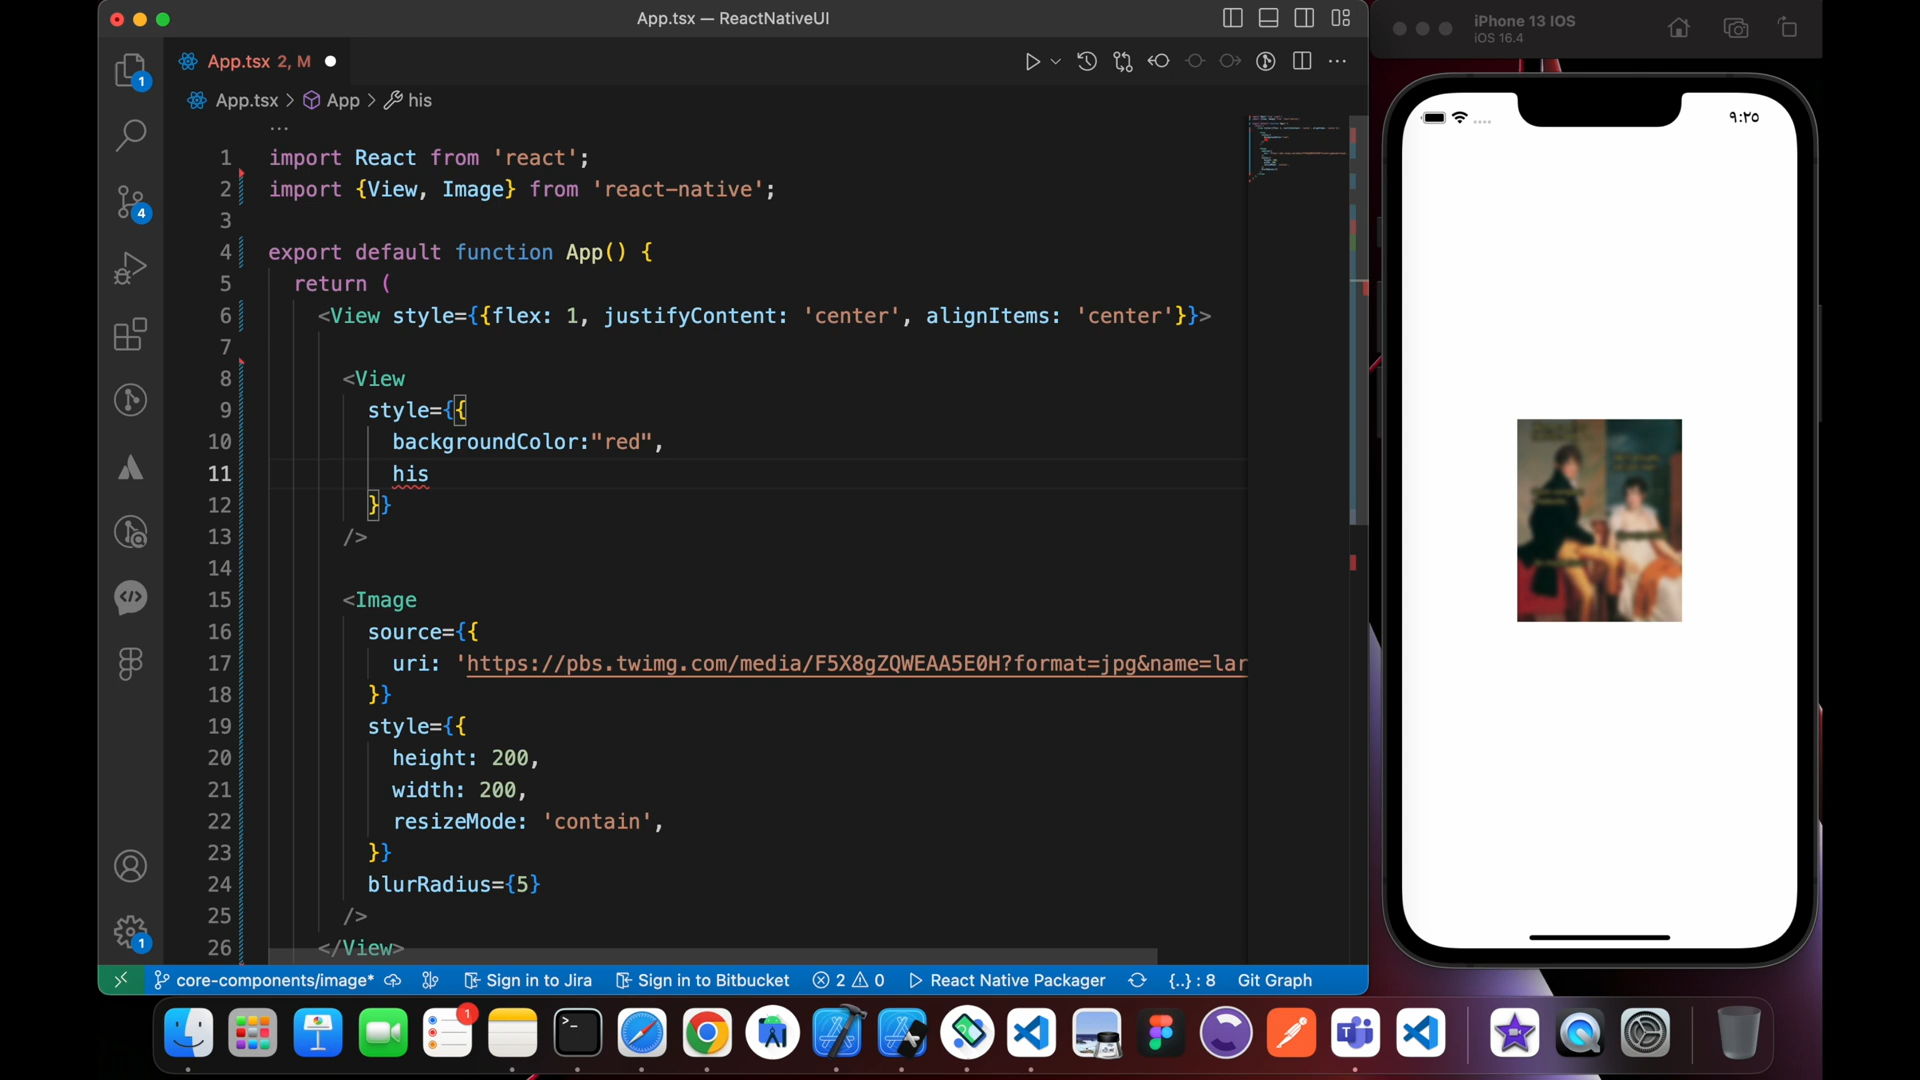 App.tsx — ReactNativeUI
App.tsx 2, M
App.tsx > App > his
...
1 import React from 'react';
2 import {View, Image} from 'react-native';
3
4 export default function App() {
5 return (
6 <View style={{flex: 1, justifyContent: 'center', alignItems: 'center'}}>
7
8 <View
9 style={{
10 backgroundColor:"red",
11 his
12 }}
13 />
14
15 <Image
16 source={{
17 uri: 'https://pbs.twimg.com/media/F5X8gZQWEAA5E0H?format=jpg&name=lar
18 }}
19 style={{
20 height: 200,
21 width: 200,
22 resizeMode: 'contain',
23 }}
24 blurRadius={5}
25 />
26 </View>
1
4
1
core-components/image* Sign in to Jira Sign in to Bitbucket 2 0 React Native Packager {..} : 8 Git Graph
iPhone 13 IOS
iOS 16.4
٩:٢٥
1